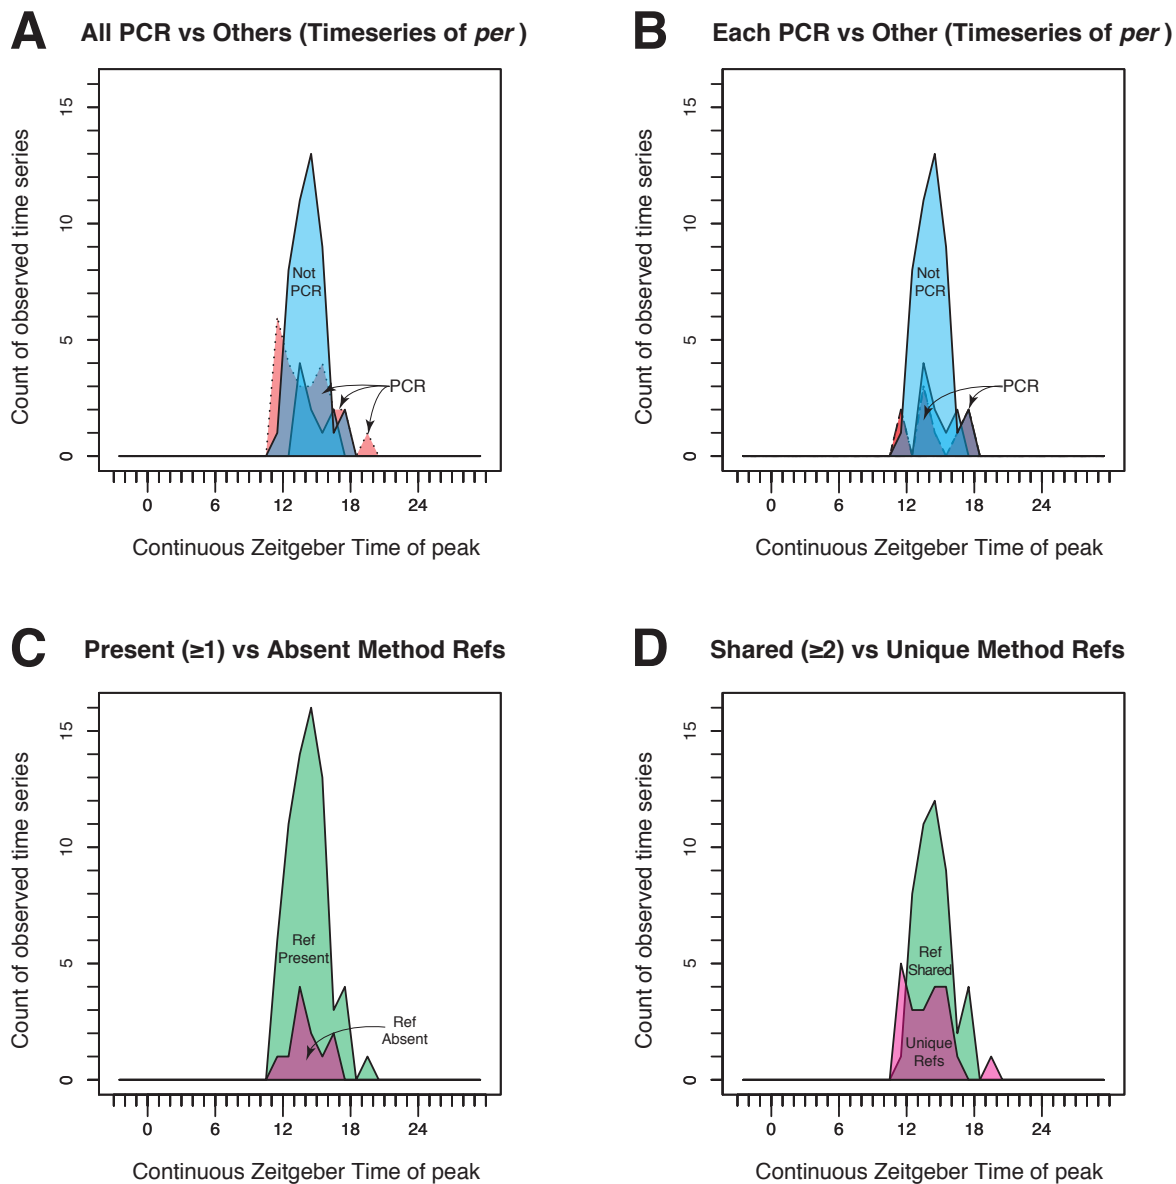 A All PCR vs Others (Timeseries of per )
Count of observed time series
15
10
5
0
Not
PCR
PCR
0 6 12 18 24
Continuous Zeitgeber Time of peak
B Each PCR vs Other (Timeseries of per )
Count of observed time series
15
10
5
0
Not
PCR
PCR
0 6 12 18 24
Continuous Zeitgeber Time of peak
C Present (≥1) vs Absent Method Refs
Count of observed time series
15
10
5
0
Ref
Present
Ref
Absent
0 6 12 18 24
Continuous Zeitgeber Time of peak
D Shared (≥2) vs Unique Method Refs
Count of observed time series
15
10
5
0
Ref
Shared
Unique
Refs
0 6 12 18 24
Continuous Zeitgeber Time of peak